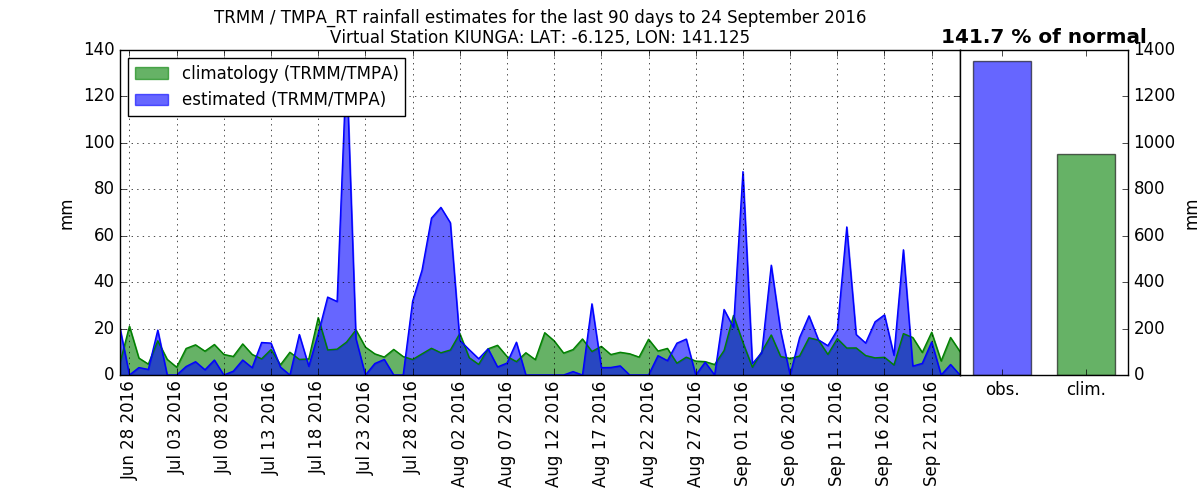 TRMM / TMPA_RT rainfall estimates for the last 90 days to 24 September 2016
Virtual Station KIUNGA: LAT: -6.125, LON: 141.125
141.7 % of normal
climatology (TRMM/TMPA)
estimated (TRMM/TMPA)
140
120
100
80
60
40
20
0
mm
1400
1200
1000
800
600
400
200
0
mm
Jun 28 2016
Jul 03 2016
Jul 08 2016
Jul 13 2016
Jul 18 2016
Jul 23 2016
Jul 28 2016
Aug 02 2016
Aug 07 2016
Aug 12 2016
Aug 17 2016
Aug 22 2016
Aug 27 2016
Sep 01 2016
Sep 06 2016
Sep 11 2016
Sep 16 2016
Sep 21 2016
obs.
clim.